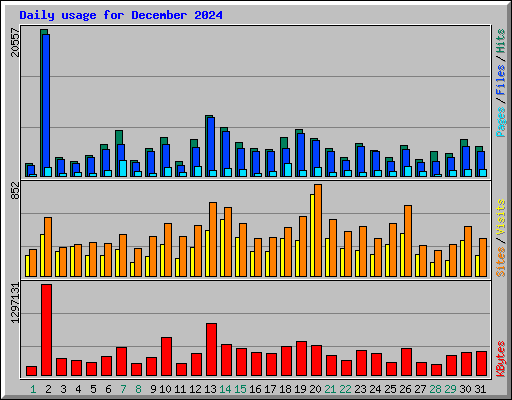 Daily usage for December 2024
20557
Pages / Files / Hits
882
Sites / Visits
1297131
KBytes
1 2 3 4 5 6 7 8 9 10 11 12 13 14 15 16 17 18 19 20 21 22 23 24 25 26 27 28 29 30 31